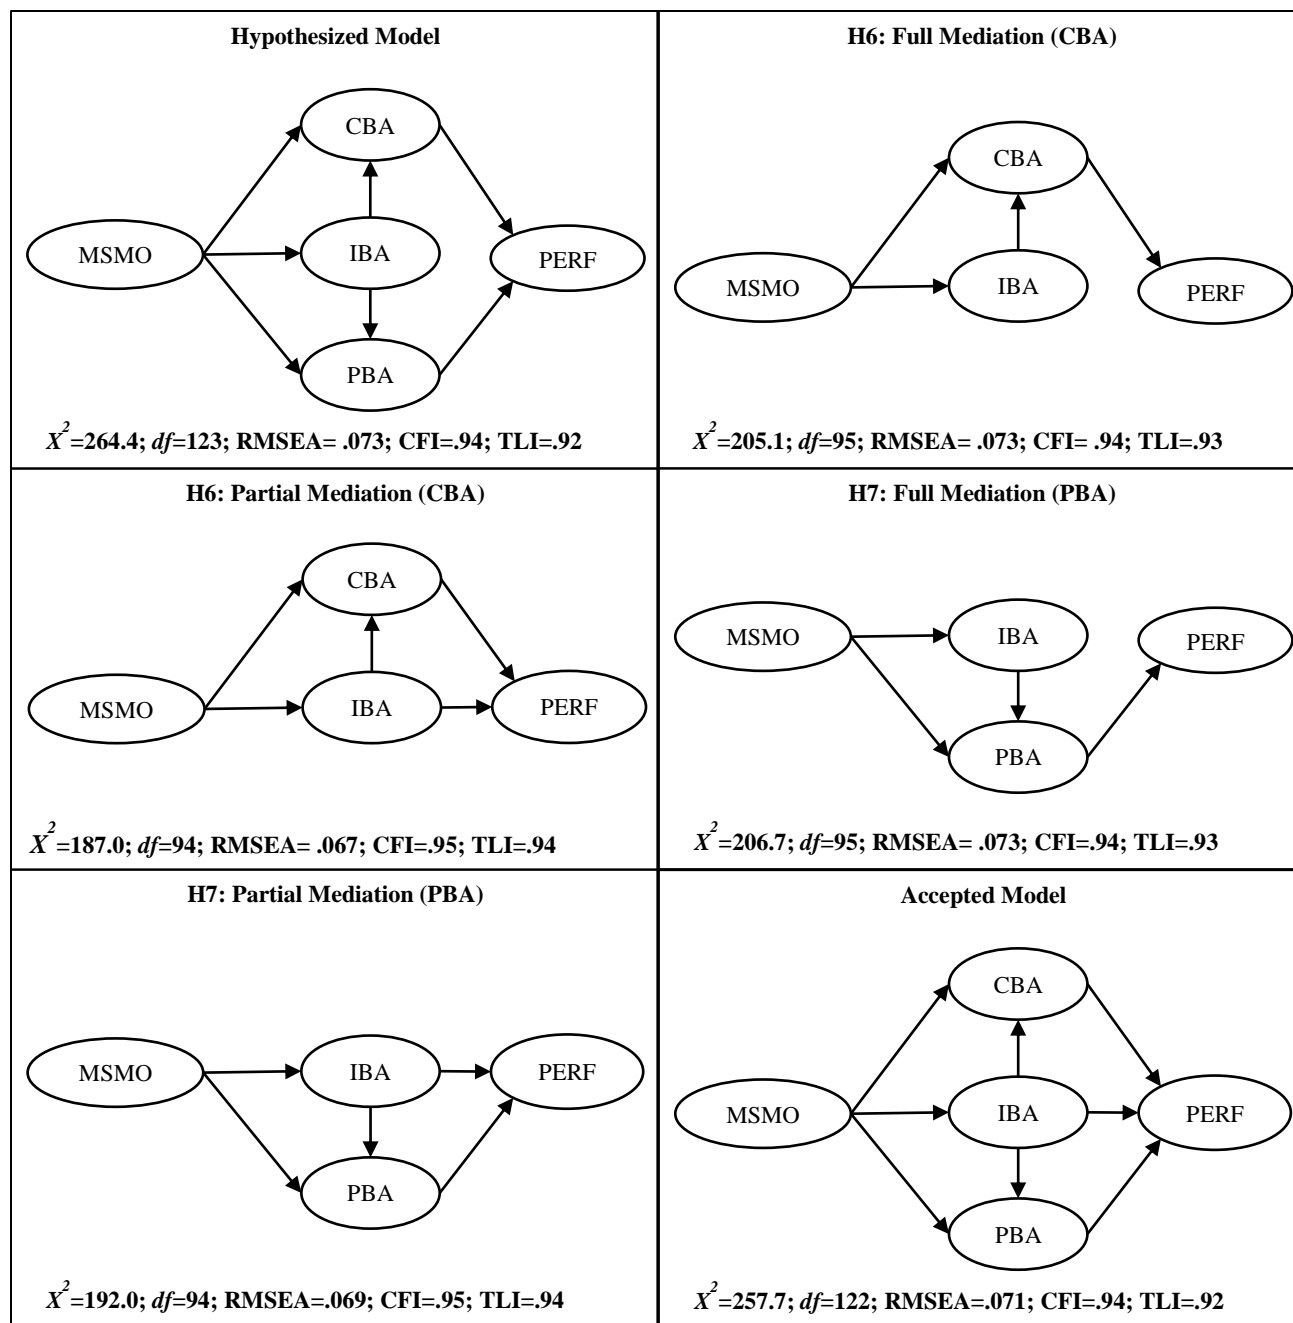 Hypothesized Model
CBA
MSMO
IBA
PERF
PBA
X²=264.4; df=123; RMSEA= .073; CFI=.94; TLI=.92
H6: Full Mediation (CBA)
CBA
MSMO
IBA
PERF
X²=205.1; df=95; RMSEA= .073; CFI= .94; TLI=.93
H6: Partial Mediation (CBA)
CBA
MSMO
IBA
PERF
X²=187.0; df=94; RMSEA= .067; CFI=.95; TLI=.94
H7: Full Mediation (PBA)
MSMO
IBA
PERF
PBA
X²=206.7; df=95; RMSEA= .073; CFI=.94; TLI=.93
H7: Partial Mediation (PBA)
MSMO
IBA
PERF
PBA
X²=192.0; df=94; RMSEA=.069; CFI=.95; TLI=.94
Accepted Model
CBA
MSMO
IBA
PERF
PBA
X²=257.7; df=122; RMSEA=.071; CFI=.94; TLI=.92